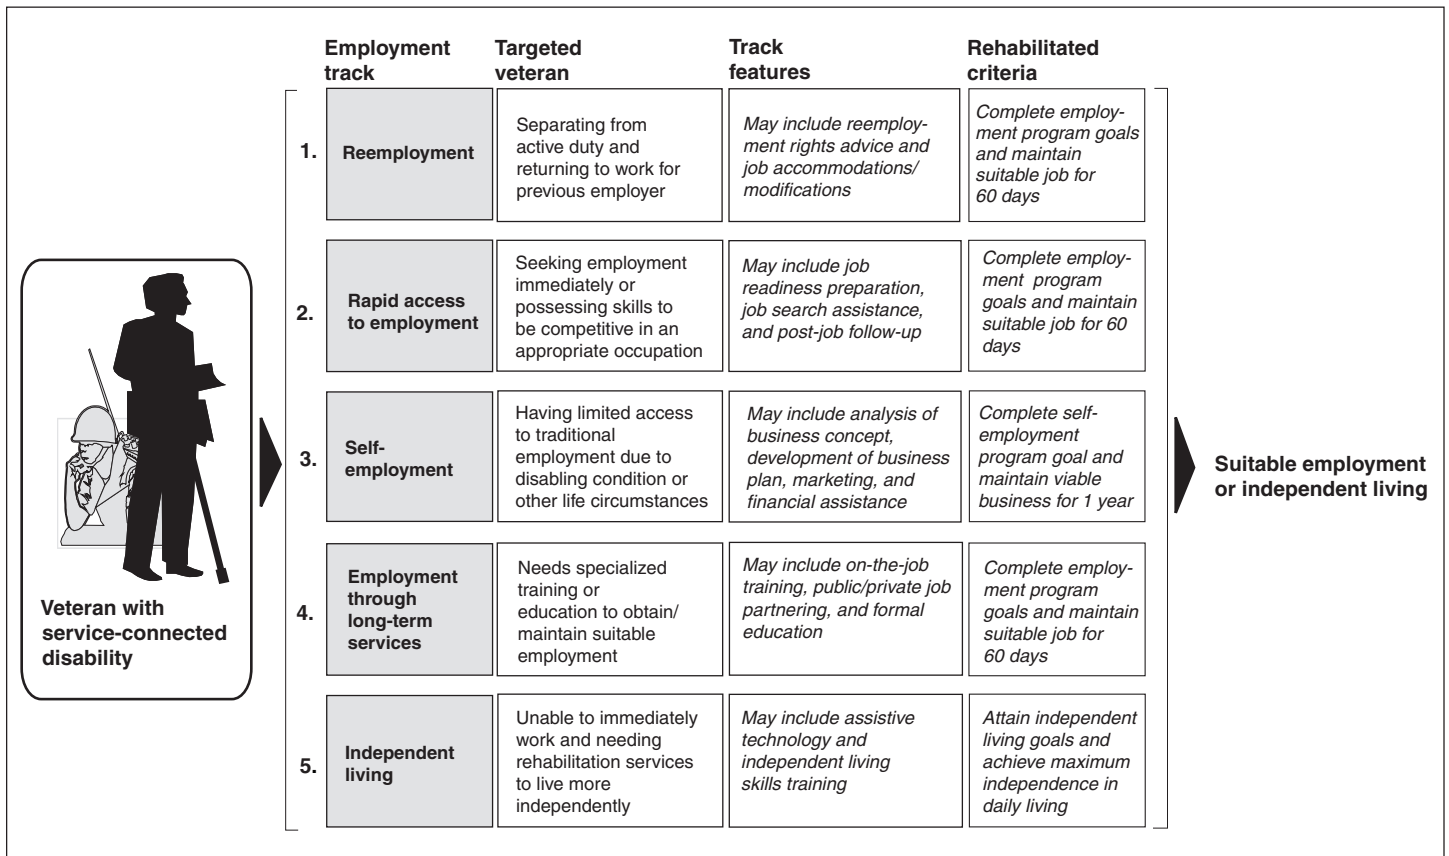 Employment
track
Targeted
veteran
Track
features
Rehabilitated
criteria
1.
Reemployment
Separating from
active duty and
returning to work for
previous employer
May include reemploy-
ment rights advice and
job accommodations/
modifications
Complete employ-
ment program goals
and maintain
suitable job for
60 days
2.
Rapid access
to employment
Seeking employment
immediately or
possessing skills to
be competitive in an
appropriate occupation
May include job
readiness preparation,
job search assistance,
and post-job follow-up
Complete employ-
ment program
goals and maintain
suitable job for 60
days
3.
Self-
employment
Having limited access
to traditional
employment due to
disabling condition or
other life circumstances
May include analysis of
business concept,
development of business
plan, marketing, and
financial assistance
Complete self-
employment
program goal and
maintain viable
business for 1 year
4.
Employment
through
long-term
services
Needs specialized
training or
education to obtain/
maintain suitable
employment
May include on-the-job
training, public/private job
partnering, and formal
education
Complete employ-
ment program
goals and maintain
suitable job for
60 days
5.
Independent
living
Unable to immediately
work and needing
rehabilitation services
to live more
independently
May include assistive
technology and
independent living
skills training
Attain independent
living goals and
achieve maximum
independence in
daily living
Veteran with
service-connected
disability
Suitable employment
or independent living